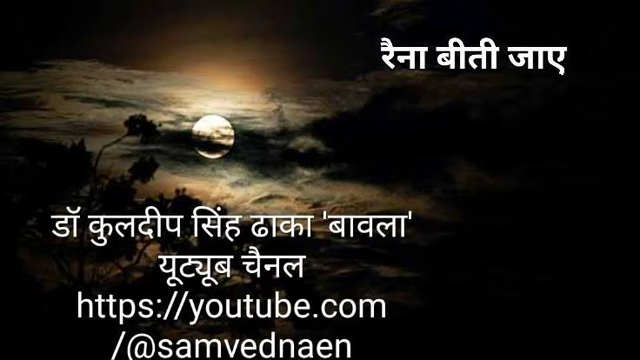 रैना बीती जाए
डॉ कुलदीप सिंह ढाका 'बावला'
यूट्यूब चैनल
https://youtube.com
/@samvednaen